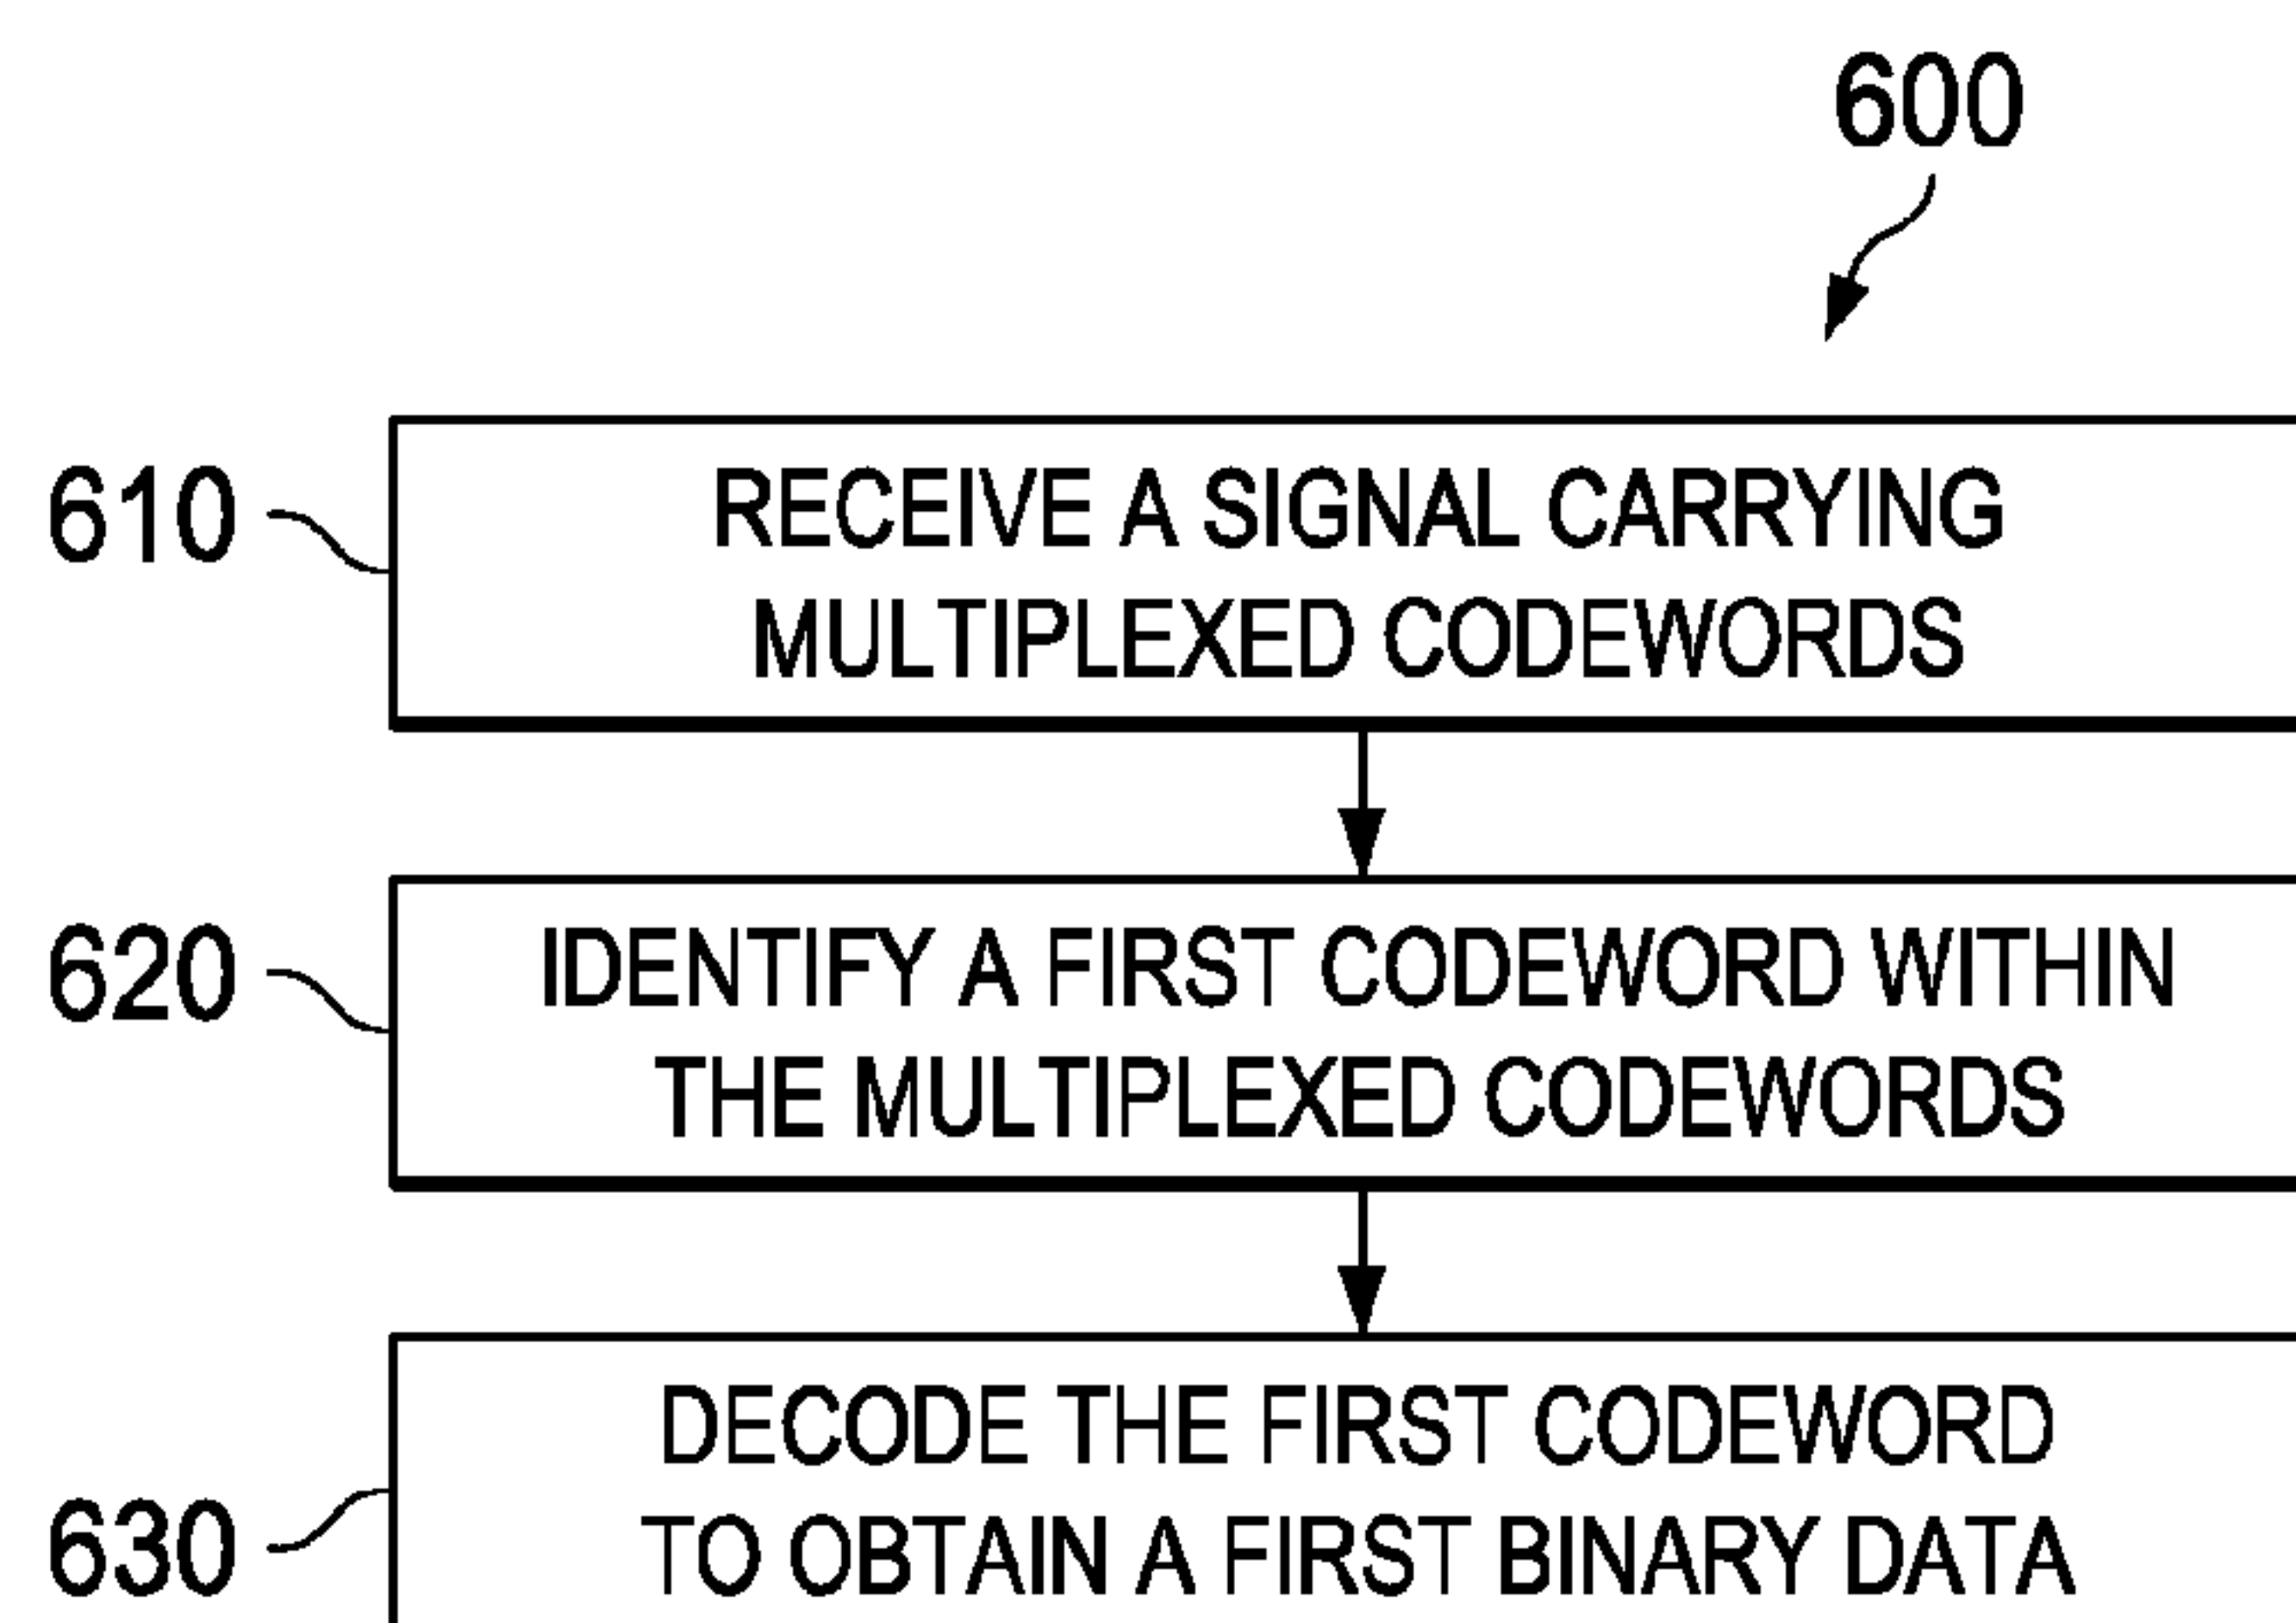 600
610
RECEIVE A SIGNAL CARRYING
MULTIPLEXED CODEWORDS
620
IDENTIFY A FIRST CODEWORD WITHIN
THE MULTIPLEXED CODEWORDS
630
DECODE THE FIRST CODEWORD
TO OBTAIN A FIRST BINARY DATA